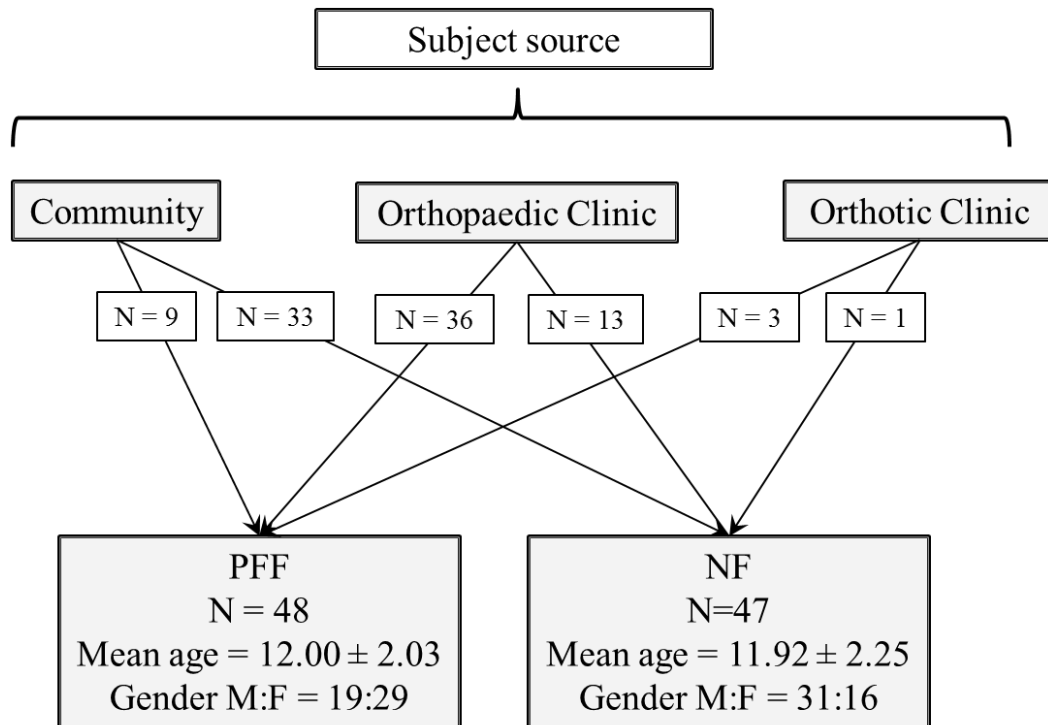 Subject source
Community
Orthopaedic Clinic
Orthotic Clinic
N = 9
N = 33
N = 36
N = 13
N = 3
N = 1
PFF
N = 48
Mean age = 12.00 ± 2.03
Gender M:F = 19:29
NF
N=47
Mean age = 11.92 ± 2.25
Gender M:F = 31:16